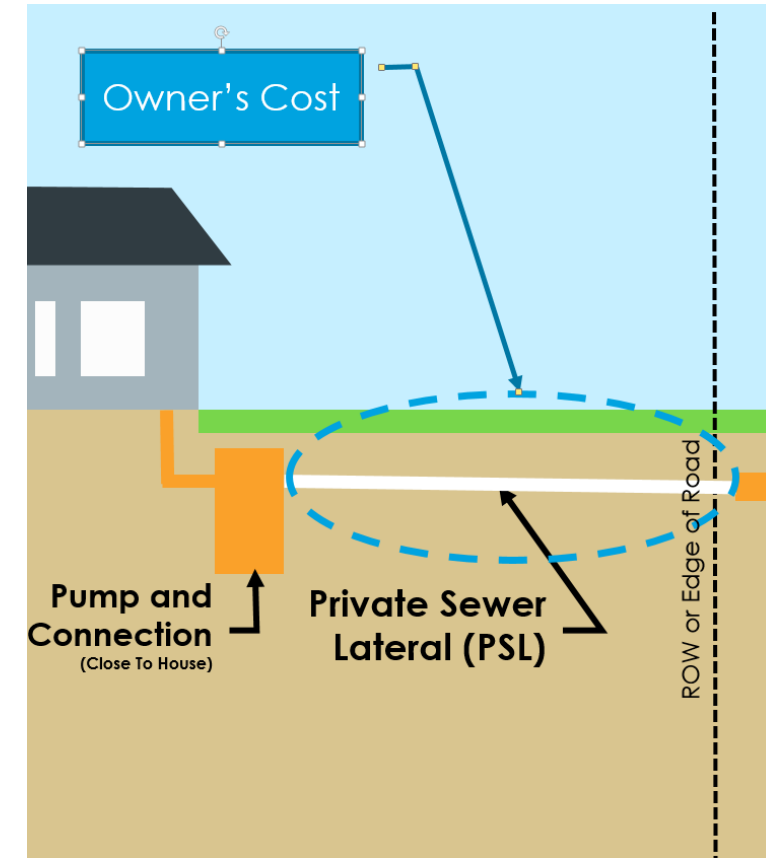 Owner's Cost
Pump and
Connection
(Close To House)
Private Sewer
Lateral (PSL)
ROW or Edge of Road